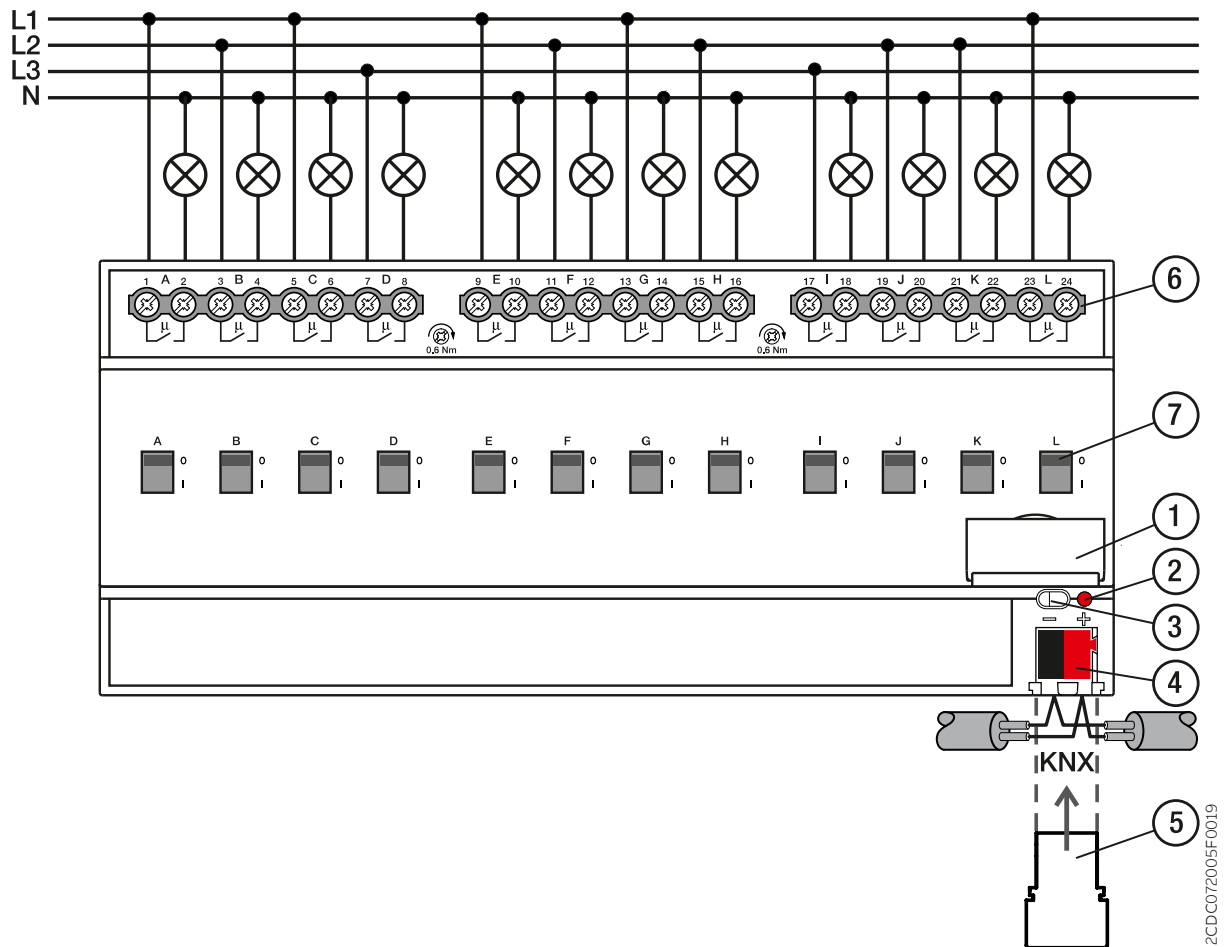 L1
L2
L3
N
1 A 2 3 B 4 5 C 6 7 D 8 9 E 10 11 F 12 13 G 14 15 H 16 17 I 18 19 J 20 21 K 22 23 L 24
6
µ µ µ µ µ µ µ µ µ µ µ µ
0,6 Nm 0,6 Nm
7
A B C D E F G H I J K L
0 0 0 0 0 0 0 0 0 0 0 0
I I I I I I I I I I I I
1
2
3
− +
4
KNX
5
2CDC072005F0019